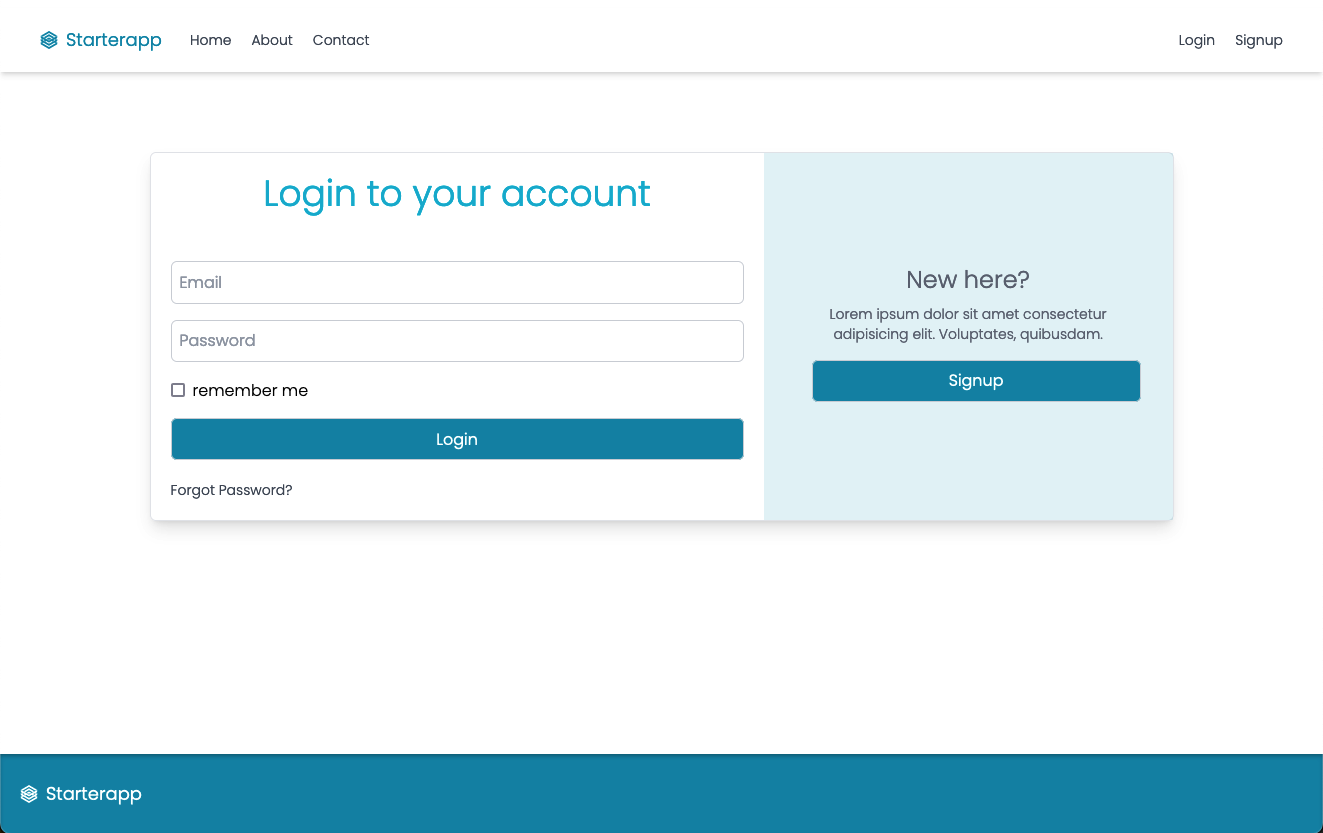 Starterapp Home About Contact Login Signup
Login to your account
Email
Password
remember me
Login
Forgot Password?
New here?
Lorem ipsum dolor sit amet consectetur
adipisicing elit. Voluptates, quibusdam.
Signup
Starterapp